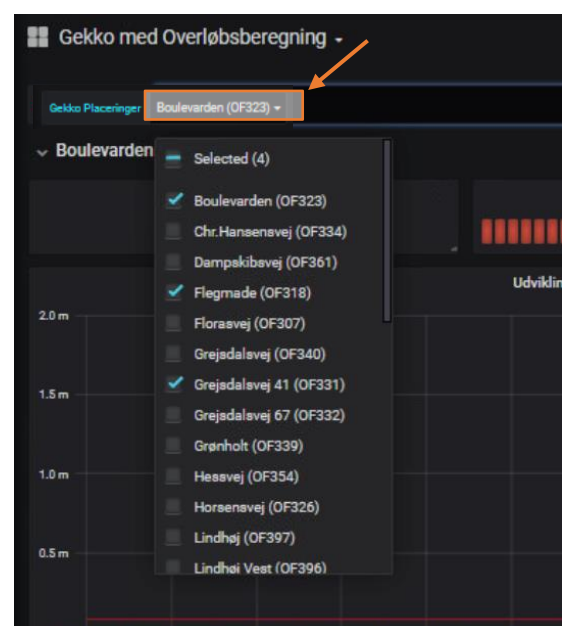 Gekko med Overløbsberegning
Gekko Placeringer Boulevarden (OF323)
Boulevarden
Selected (4)
Boulevarden (OF323)
Chr.Hansensvej (OF334)
Dampskibsvej (OF361)
Flegmade (OF318)
Florasvej (OF307)
Grejsdalsvej (OF340)
Grejsdalsvej 41 (OF331)
Grejsdalsvej 67 (OF332)
Grønholt (OF339)
Hessvej (OF354)
Horsensvej (OF326)
Lindhøj (OF397)
Lindhøj Vest (OF396)
Udviklin
2.0 m
1.5 m
1.0 m
0.5 m